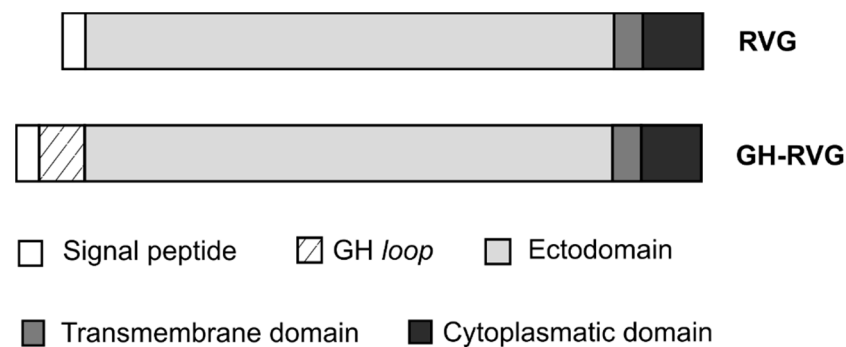 RVG
GH-RVG
Signal peptide
GH loop
Ectodomain
Transmembrane domain
Cytoplasmatic domain